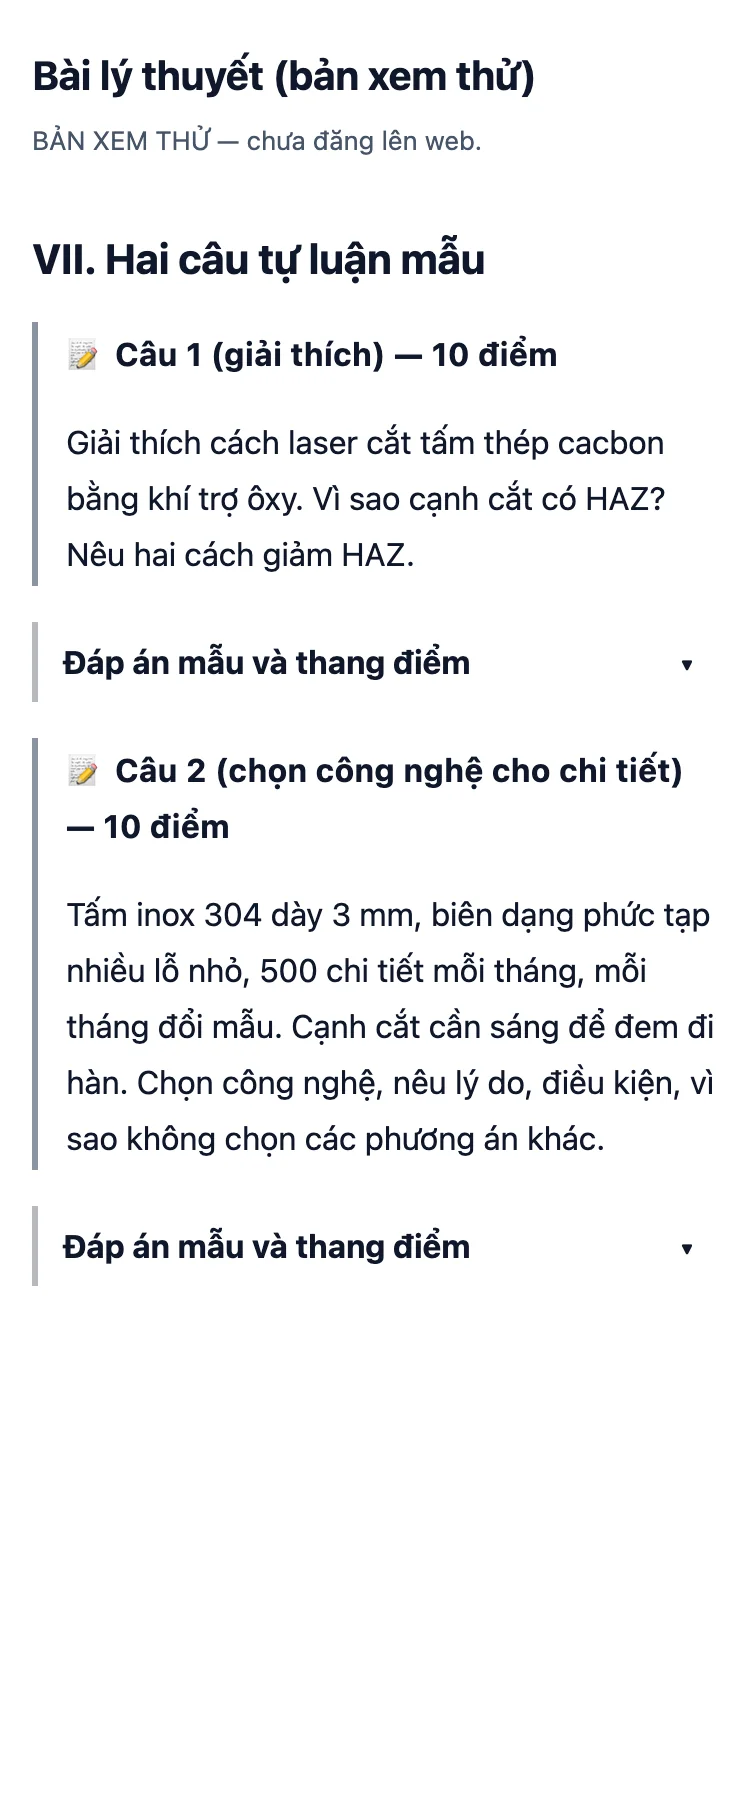 Bài lý thuyết (bản xem thử)
BẢN XEM THỬ — chưa đăng lên web.
VII. Hai câu tự luận mẫu
📝 Câu 1 (giải thích) — 10 điểm
Giải thích cách laser cắt tấm thép cacbon
bằng khí trợ ôxy. Vì sao cạnh cắt có HAZ?
Nêu hai cách giảm HAZ.
Đáp án mẫu và thang điểm ▼
📝 Câu 2 (chọn công nghệ cho chi tiết)
— 10 điểm
Tấm inox 304 dày 3 mm, biên dạng phức tạp
nhiều lỗ nhỏ, 500 chi tiết mỗi tháng, mỗi
tháng đổi mẫu. Cạnh cắt cần sáng để đem đi
hàn. Chọn công nghệ, nêu lý do, điều kiện, vì
sao không chọn các phương án khác.
Đáp án mẫu và thang điểm ▼